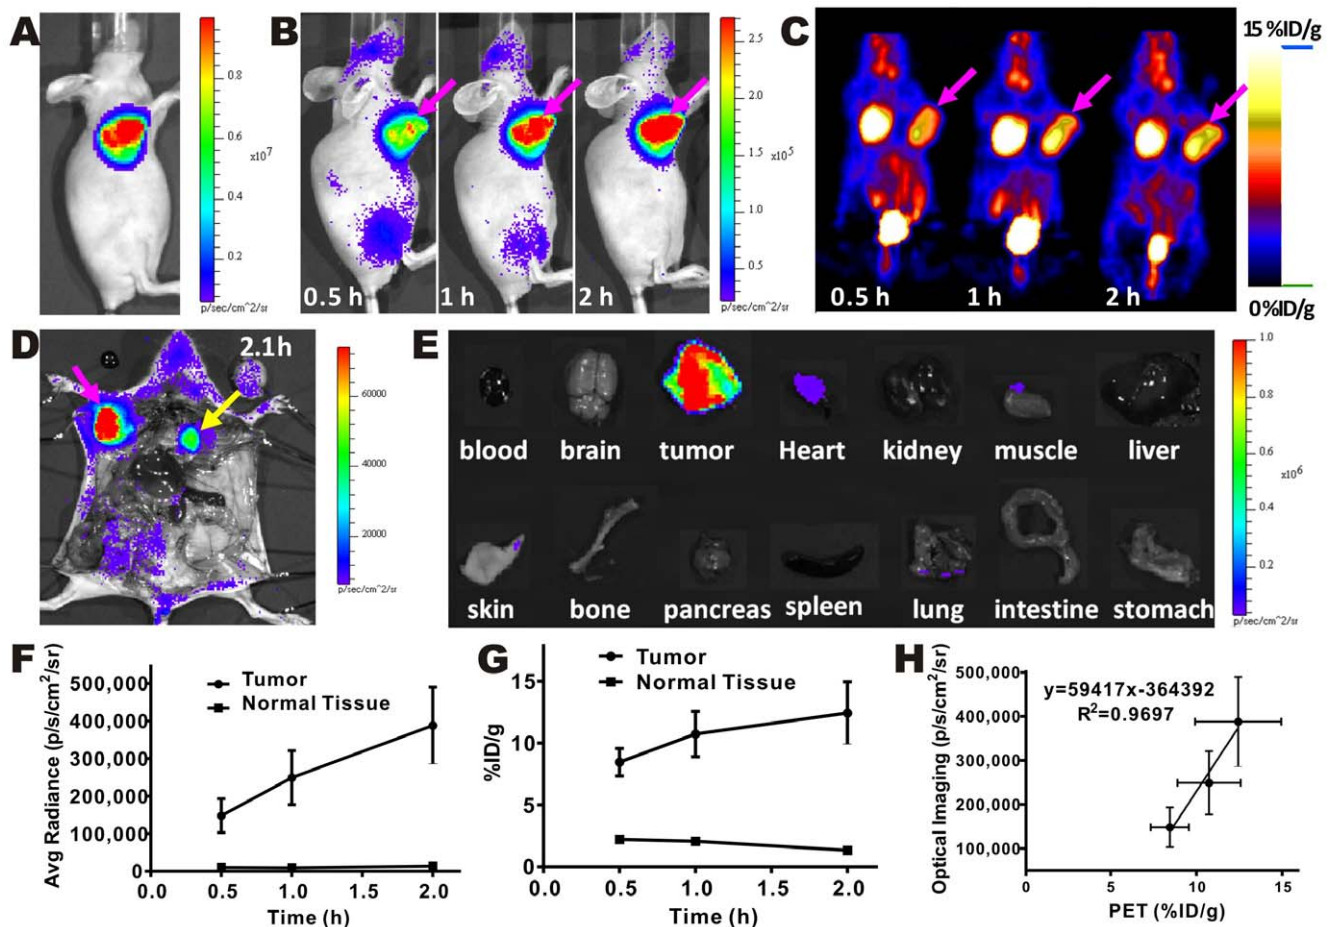 A
0.8
0.6
x10⁷
0.4
0.2
p/sec/cm^2/sr
B
0.5 h
1 h
2 h
2.5
2.0
1.5
x10⁵
1.0
0.5
p/sec/cm^2/sr
C
0.5 h
1 h
2 h
15 %ID/g
0%ID/g
D
2.1h
60000
40000
20000
p/sec/cm^2/sr
E
blood brain tumor Heart kidney muscle liver
skin bone pancreas spleen lung intestine stomach
1.0
0.8
0.6
x10⁶
0.4
0.2
p/sec/cm^2/sr
F
Avg Radiance (p/s/cm²/sr)
500,000
400,000
300,000
200,000
100,000
0
Tumor
Normal Tissue
0.0 0.5 1.0 1.5 2.0
Time (h)
G
%ID/g
15
10
5
0
Tumor
Normal Tissue
0.0 0.5 1.0 1.5 2.0
Time (h)
H
Optical Imaging (p/s/cm²/sr)
500,000
400,000
300,000
200,000
100,000
y=59417x-364392
R²=0.9697
0 5 10 15
PET (%ID/g)